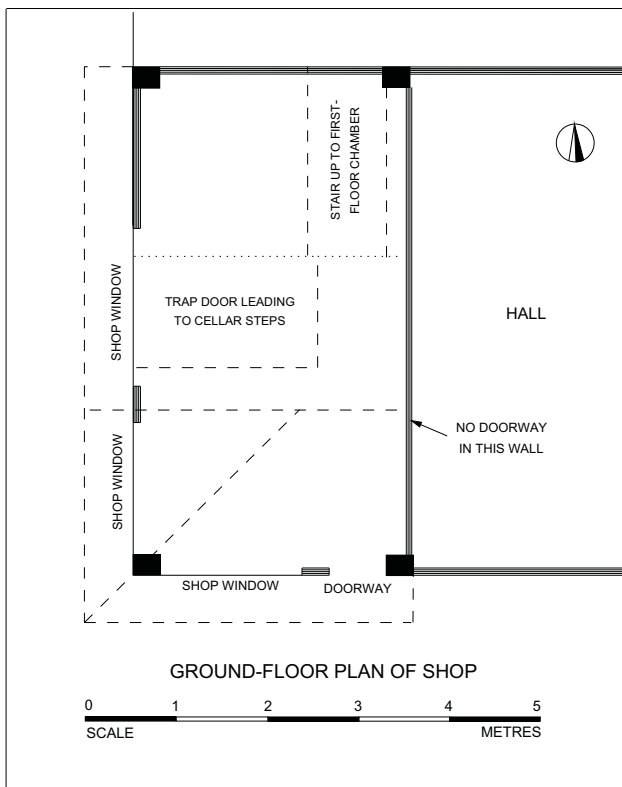 STAIR UP TO FIRST-
FLOOR CHAMBER
SHOP WINDOW
TRAP DOOR LEADING
TO CELLAR STEPS
HALL
NO DOORWAY
IN THIS WALL
SHOP WINDOW
SHOP WINDOW
DOORWAY
GROUND-FLOOR PLAN OF SHOP
0 1 2 3 4 5
SCALE METRES